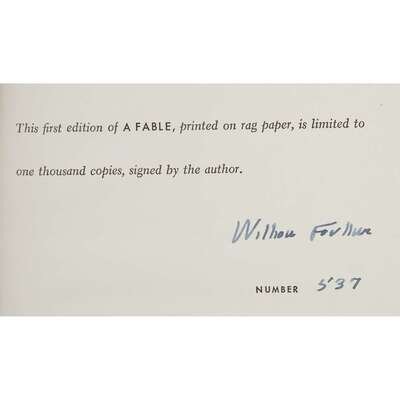 This first edition of A FABLE, printed on rag paper, is limited to
one thousand copies, signed by the author.
William Faulkner
NUMBER 537